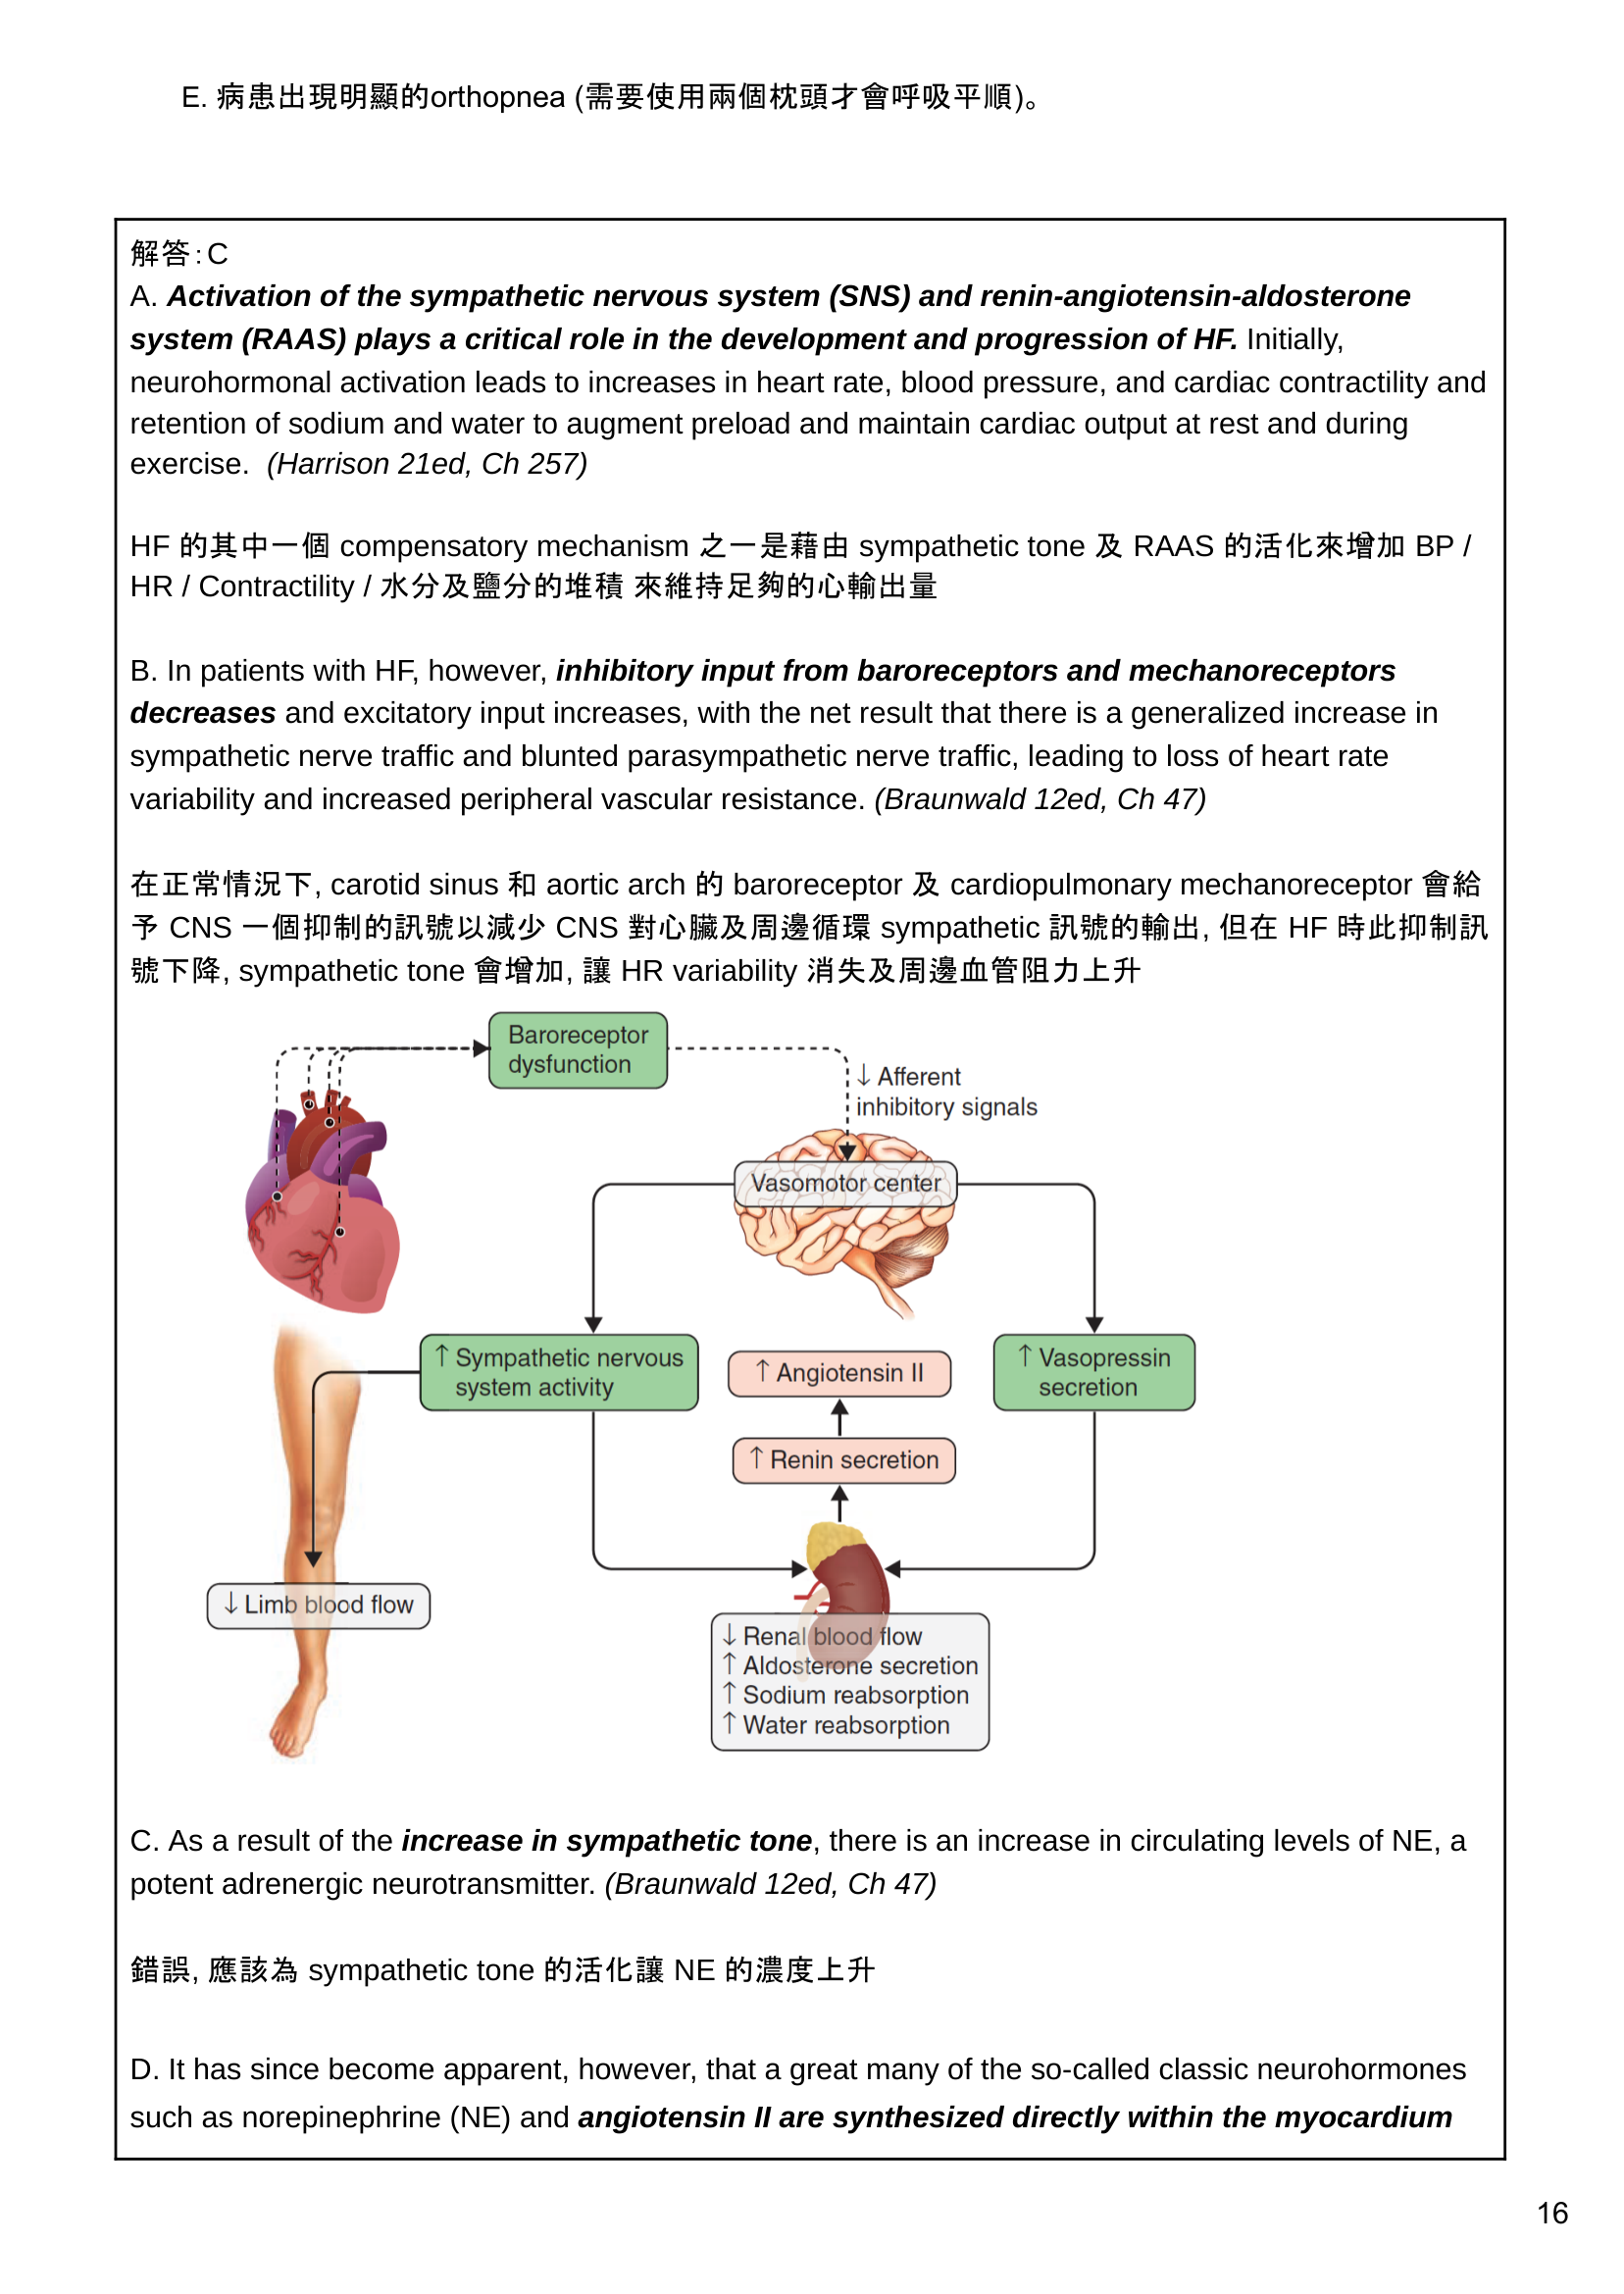 E. 病患出現明顯的orthopnea (需要使用兩個枕頭才會呼吸平順)。
解答：C
A. Activation of the sympathetic nervous system (SNS) and renin-angiotensin-aldosterone
system (RAAS) plays a critical role in the development and progression of HF. Initially,
neurohormonal activation leads to increases in heart rate, blood pressure, and cardiac contractility and
retention of sodium and water to augment preload and maintain cardiac output at rest and during
exercise.  (Harrison 21ed, Ch 257)
HF 的其中一個 compensatory mechanism 之一是藉由 sympathetic tone 及 RAAS 的活化來增加 BP /
HR / Contractility / 水分及鹽分的堆積 來維持足夠的心輸出量
B. In patients with HF, however, inhibitory input from baroreceptors and mechanoreceptors
decreases and excitatory input increases, with the net result that there is a generalized increase in
sympathetic nerve traffic and blunted parasympathetic nerve traffic, leading to loss of heart rate
variability and increased peripheral vascular resistance. (Braunwald 12ed, Ch 47)
在正常情況下, carotid sinus 和 aortic arch 的 baroreceptor 及 cardiopulmonary mechanoreceptor 會給
予 CNS 一個抑制的訊號以減少 CNS 對心臟及周邊循環 sympathetic 訊號的輸出, 但在 HF 時此抑制訊
號下降, sympathetic tone 會增加, 讓 HR variability 消失及周邊血管阻力上升
Baroreceptor
dysfunction
↓ Afferent
inhibitory signals
Vasomotor center
↑ Sympathetic nervous
system activity
↑ Angiotensin II
↑ Vasopressin
secretion
↑ Renin secretion
↓ Limb blood flow
↓ Renal blood flow
↑ Aldosterone secretion
↑ Sodium reabsorption
↑ Water reabsorption
C. As a result of the increase in sympathetic tone, there is an increase in circulating levels of NE, a
potent adrenergic neurotransmitter. (Braunwald 12ed, Ch 47)
錯誤, 應該為 sympathetic tone 的活化讓 NE 的濃度上升
D. It has since become apparent, however, that a great many of the so-called classic neurohormones
such as norepinephrine (NE) and angiotensin II are synthesized directly within the myocardium
16